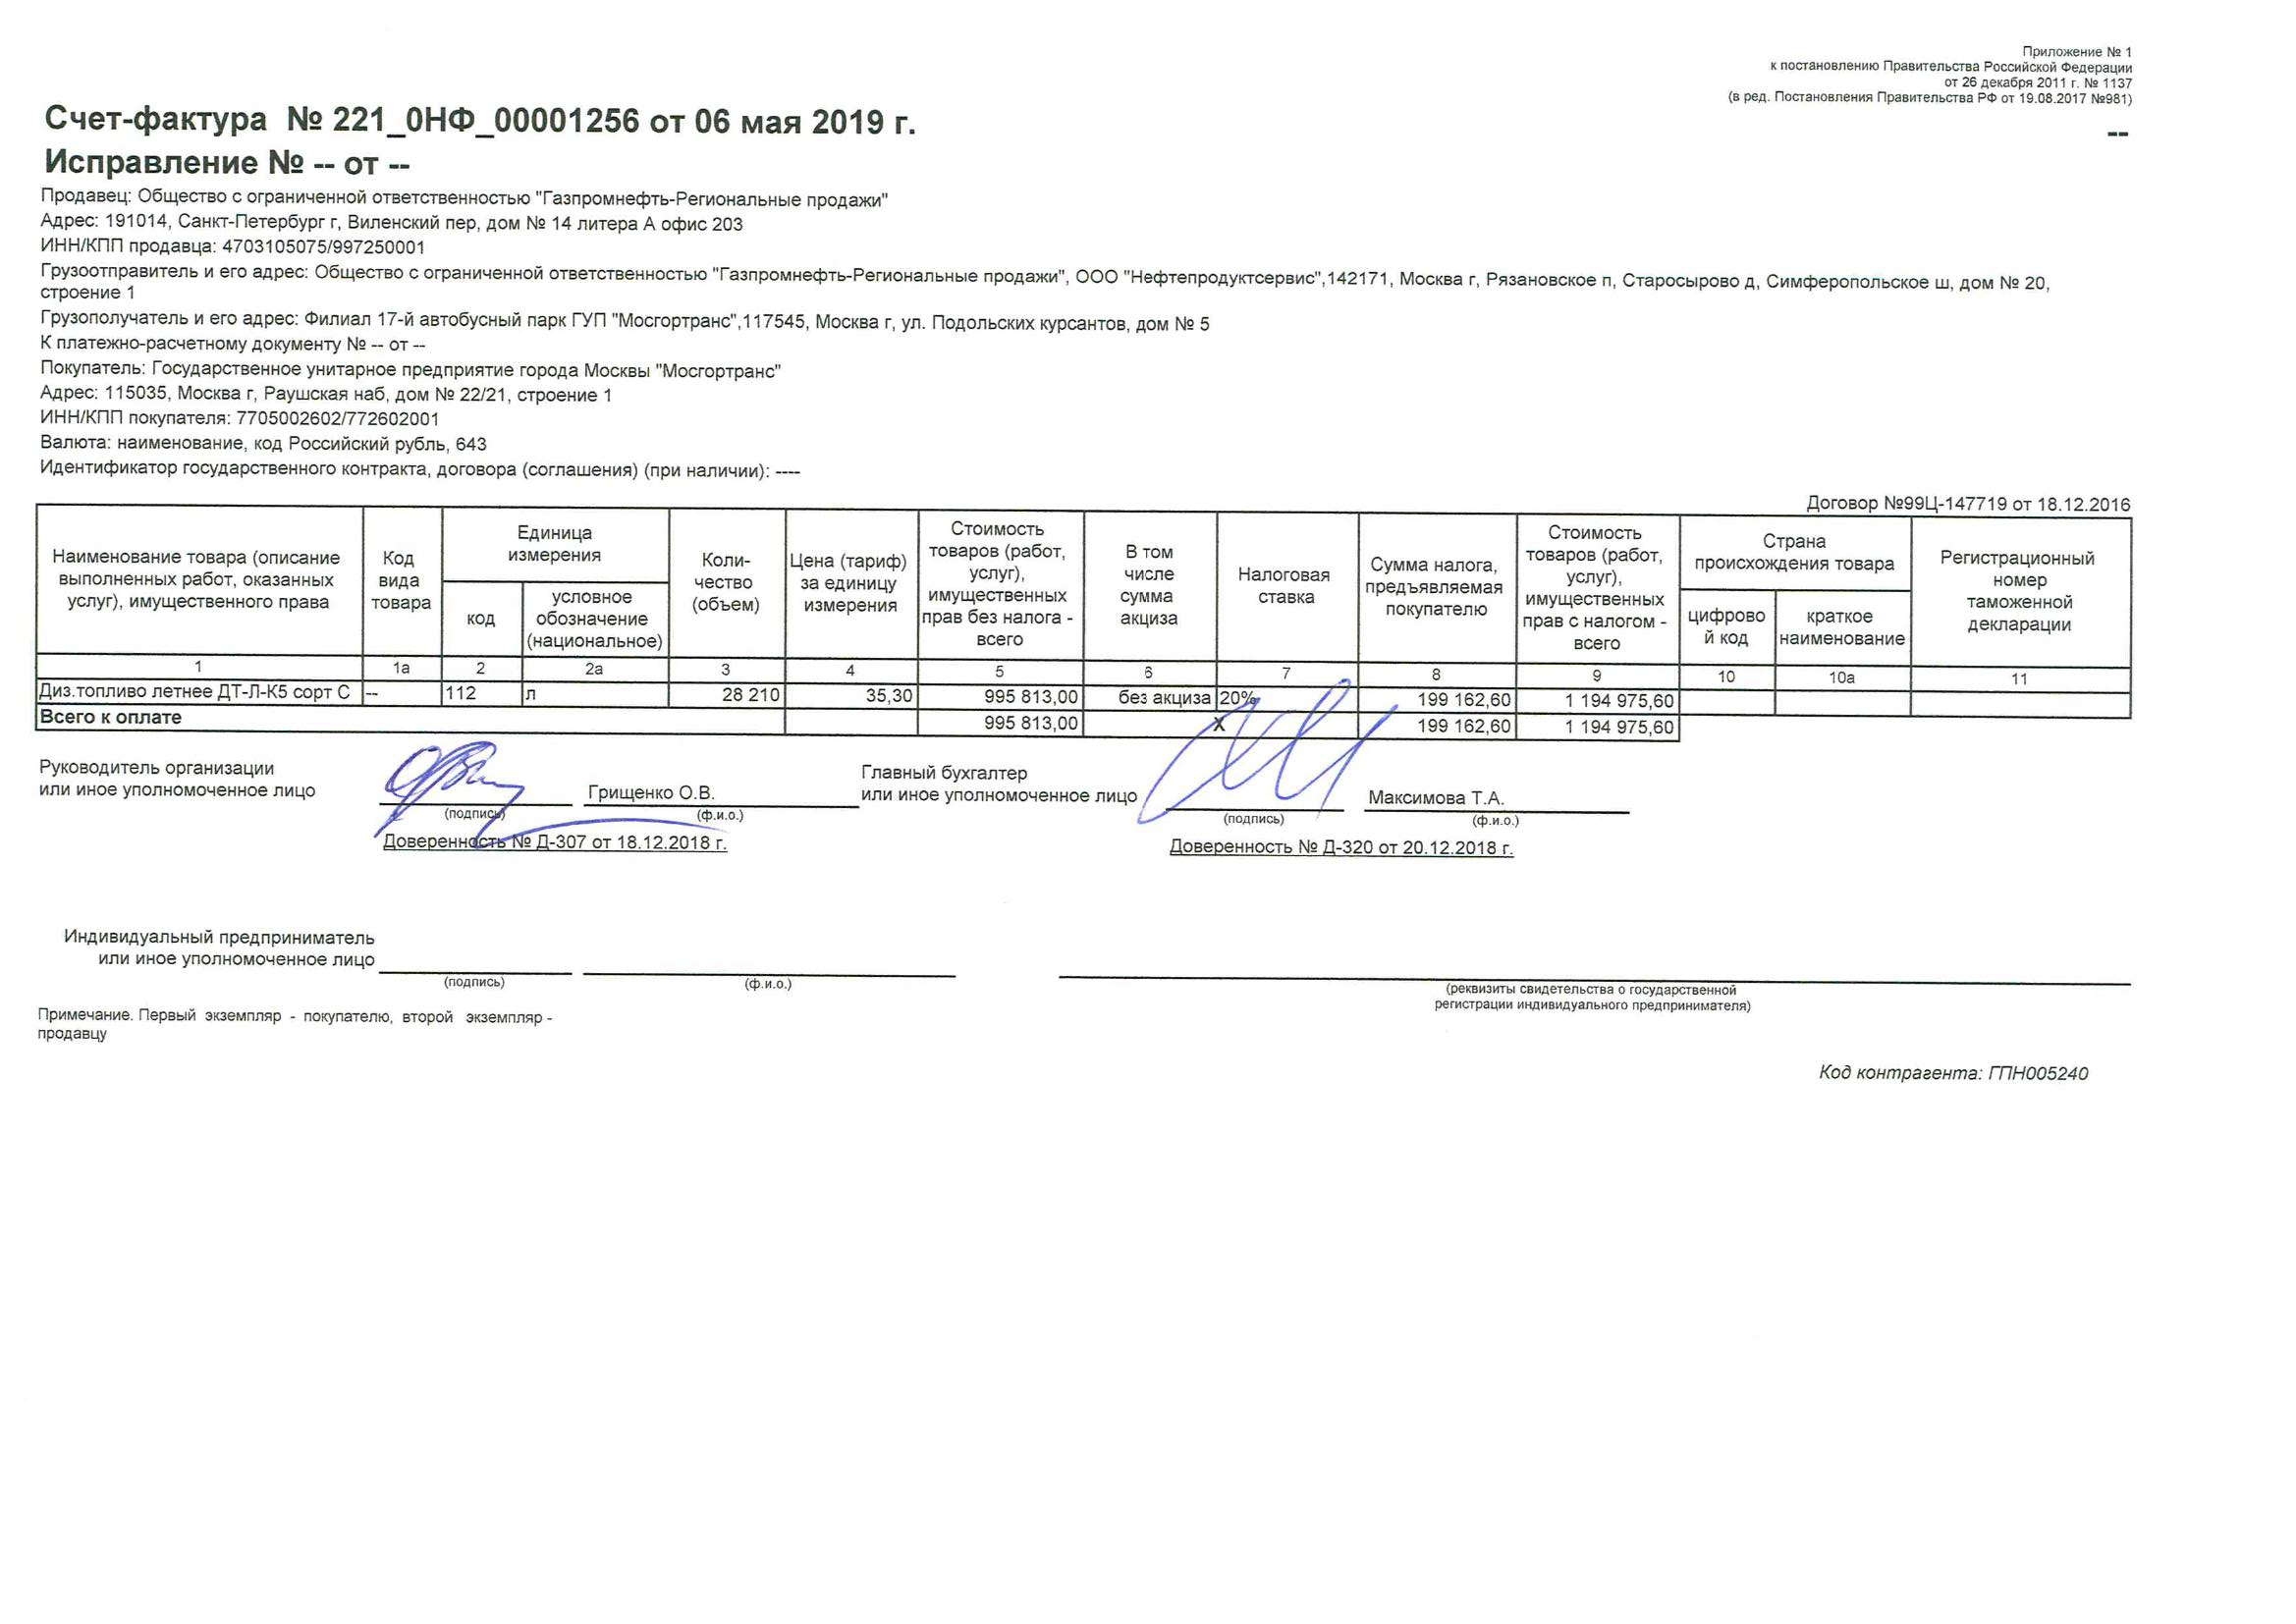 Приложение № 1
к постановлению Правительства Российской Федерации
от 26 декабря 2011 г. № 1137
(в ред. Постановления Правительства РФ от 19.08.2017 №981)
--
Счет-фактура № 221_0НФ_00001256 от 06 мая 2019 г.
Исправление № -- от --
Продавец: Общество с ограниченной ответственностью "Газпромнефть-Региональные продажи"
Адрес: 191014, Санкт-Петербург г, Виленский пер, дом № 14 литера А офис 203
ИНН/КПП продавца: 4703105075/997250001
Грузоотправитель и его адрес: Общество с ограниченной ответственностью "Газпромнефть-Региональные продажи", ООО "Нефтепродуктсервис",142171, Москва г, Рязановское п, Старосырово д, Симферопольское ш, дом № 20,
строение 1
Грузополучатель и его адрес: Филиал 17-й автобусный парк ГУП "Мосгортранс",117545, Москва г, ул. Подольских курсантов, дом № 5
К платежно-расчетному документу № -- от --
Покупатель: Государственное унитарное предприятие города Москвы "Мосгортранс"
Адрес: 115035, Москва г, Раушская наб, дом № 22/21, строение 1
ИНН/КПП покупателя: 7705002602/772602001
Валюта: наименование, код Российский рубль, 643
Идентификатор государственного контракта, договора (соглашения) (при наличии): ----
Договор №99Ц-147719 от 18.12.2016
Наименование товара (описание
выполненных работ, оказанных
услуг), имущественного права
Код
вида
товара
Единица
измерения
код
условное
обозначение
(национальное)
Коли-
чество
(объем)
Цена (тариф)
за единицу
измерения
Стоимость
товаров (работ,
услуг),
имущественных
прав без налога -
всего
В том
числе
сумма
акциза
Налоговая
ставка
Сумма налога,
предъявляемая
покупателю
Стоимость
товаров (работ,
услуг),
имущественных
прав с налогом -
всего
Страна
происхождения товара
цифрово
й код
краткое
наименование
Регистрационный
номер
таможенной
декларации
1 1а 2 2а 3 4 5 6 7 8 9 10 10а 11
Диз.топливо летнее ДТ-Л-К5 сорт С -- 112 л 28 210 35,30 995 813,00 без акциза 20% 199 162,60 1 194 975,60
Всего к оплате 995 813,00 X 199 162,60 1 194 975,60
Руководитель организации
или иное уполномоченное лицо
Грищенко О.В.
(подпись) (ф.и.о.)
Доверенность № Д-307 от 18.12.2018 г.
Главный бухгалтер
или иное уполномоченное лицо
Максимова Т.А.
(подпись) (ф.и.о.)
Доверенность № Д-320 от 20.12.2018 г.
Индивидуальный предприниматель
или иное уполномоченное лицо
(подпись) (ф.и.о.)
(реквизиты свидетельства о государственной
регистрации индивидуального предпринимателя)
Примечание. Первый экземпляр - покупателю, второй экземпляр -
продавцу
Код контрагента: ГПН005240